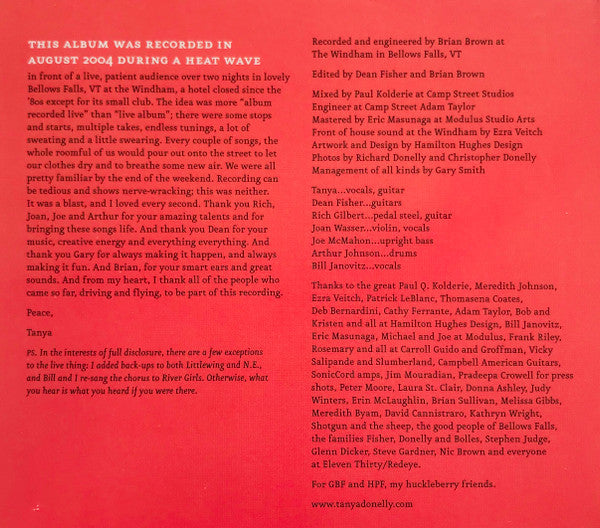 THIS ALBUM WAS RECORDED IN
AUGUST 2004 DURING A HEAT WAVE
in front of a live, patient audience over two nights in lovely
Bellows Falls, VT at the Windham, a hotel closed since the
'80s except for its small club. The idea was more "album
recorded live" than "live album"; there were some stops
and starts, multiple takes, endless tunings, a lot of
sweating and a little swearing. Every couple of songs, the
whole roomful of us would pour out onto the street to let
our clothes dry and to breathe some new air. We were all
pretty familiar by the end of the weekend. Recording can
be tedious and shows nerve-wracking; this was neither.
It was a blast, and I loved every second. Thank you Rich,
Joan, Joe and Arthur for your amazing talents and for
bringing these songs life. And thank you Dean for your
music, creative energy and everything everything. And
thank you Gary for always making it happen, and always
making it fun. And Brian, for your smart ears and great
sounds. And from my heart, I thank all of the people who
came so far, driving and flying, to be part of this recording.
Peace,
Tanya
PS. In the interests of full disclosure, there are a few exceptions
to the live thing: I added back-ups to both Littlewing and N.E.,
and Bill and I re-sang the chorus to River Girls. Otherwise, what
you hear is what you heard if you were there.
Recorded and engineered by Brian Brown at
The Windham in Bellows Falls, VT
Edited by Dean Fisher and Brian Brown
Mixed by Paul Kolderie at Camp Street Studios
Engineer at Camp Street Adam Taylor
Mastered by Eric Masunaga at Modulus Studio Arts
Front of house sound at the Windham by Ezra Veitch
Artwork and Design by Hamilton Hughes Design
Photos by Richard Donelly and Christopher Donelly
Management of all kinds by Gary Smith
Tanya...vocals, guitar
Dean Fisher...guitars
Rich Gilbert...pedal steel, guitar
Joan Wasser...violin, vocals
Joe McMahon...upright bass
Arthur Johnson...drums
Bill Janovitz...vocals
Thanks to the great Paul Q. Kolderie, Meredith Johnson,
Ezra Veitch, Patrick LeBlanc, Thomasena Coates,
Deb Bernardini, Cathy Ferrante, Adam Taylor, Bob and
Kristen and all at Hamilton Hughes Design, Bill Janovitz,
Eric Masunaga, Michael and Joe at Modulus, Frank Riley,
Rosemary and all at Carroll Guido and Groffman, Vicky
Salipande and Slumberland, Campbell American Guitars,
SonicCord amps, Jim Mouradian, Pradeepa Crowell for press
shots, Peter Moore, Laura St. Clair, Donna Ashley, Judy
Winters, Erin McLaughlin, Brian Sullivan, Melissa Gibbs,
Meredith Byam, David Cannistraro, Kathryn Wright,
Shotgun and the sheep, the good people of Bellows Falls,
the families Fisher, Donelly and Bolles, Stephen Judge,
Glenn Dicker, Steve Gardner, Nic Brown and everyone
at Eleven Thirty/Redeye.
For GBF and HPF, my huckleberry friends.
www.tanyadonelly.com